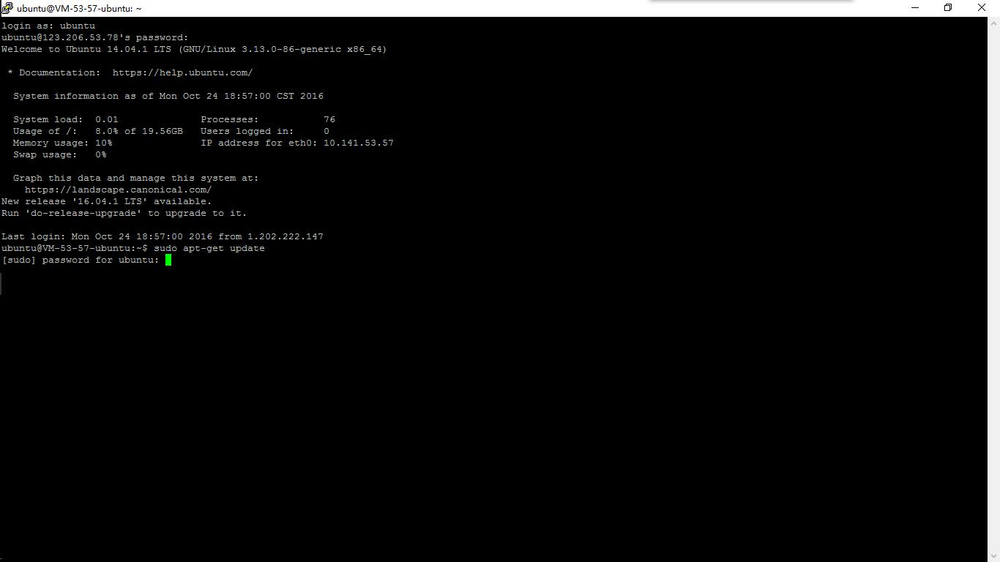 ubuntu@VM-53-57-ubuntu: ~
login as: ubuntu
ubuntu@123.206.53.78's password:
Welcome to Ubuntu 14.04.1 LTS (GNU/Linux 3.13.0-86-generic x86_64)
* Documentation:  https://help.ubuntu.com/
System information as of Mon Oct 24 18:57:00 CST 2016
System load:  0.01              Processes:           76
Usage of /:   8.0% of 19.56GB   Users logged in:     0
Memory usage: 10%               IP address for eth0: 10.141.53.57
Swap usage:   0%
Graph this data and manage this system at:
https://landscape.canonical.com/
New release '16.04.1 LTS' available.
Run 'do-release-upgrade' to upgrade to it.
Last login: Mon Oct 24 18:57:00 2016 from 1.202.222.147
ubuntu@VM-53-57-ubuntu:~$ sudo apt-get update
[sudo] password for ubuntu: